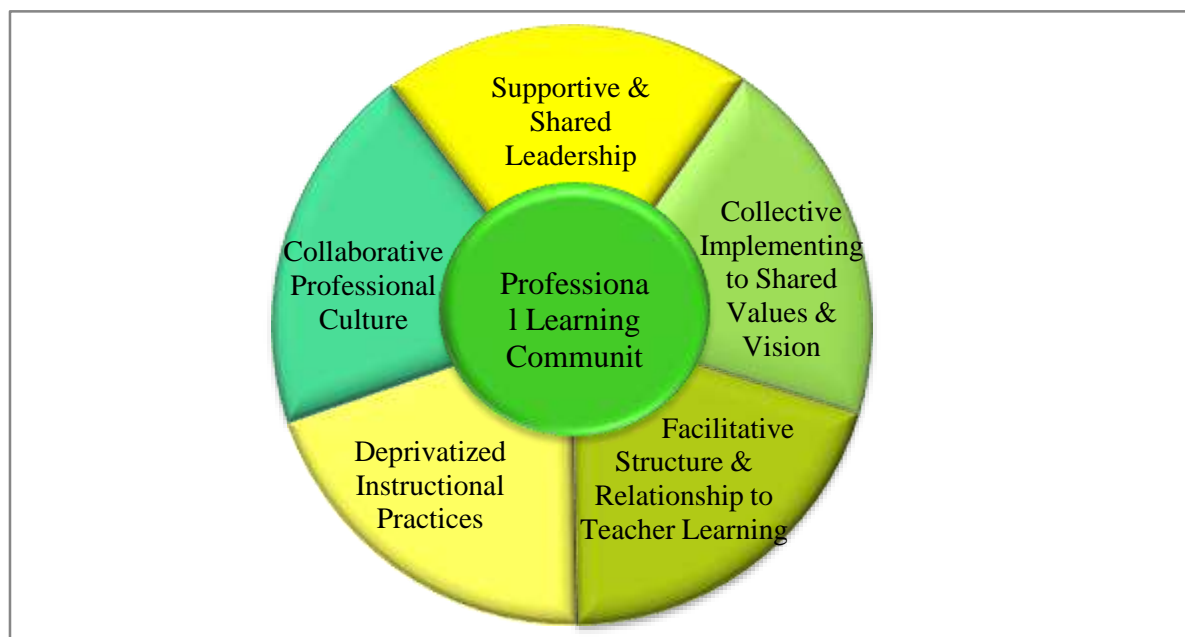 Supportive &
Shared
Leadership
Collective
Implementing
to Shared
Values &
Vision
Facilitative
Structure &
Relationship to
Teacher Learning
Deprivatized
Instructional
Practices
Collaborative
Professional
Culture
Professiona
l Learning
Communit